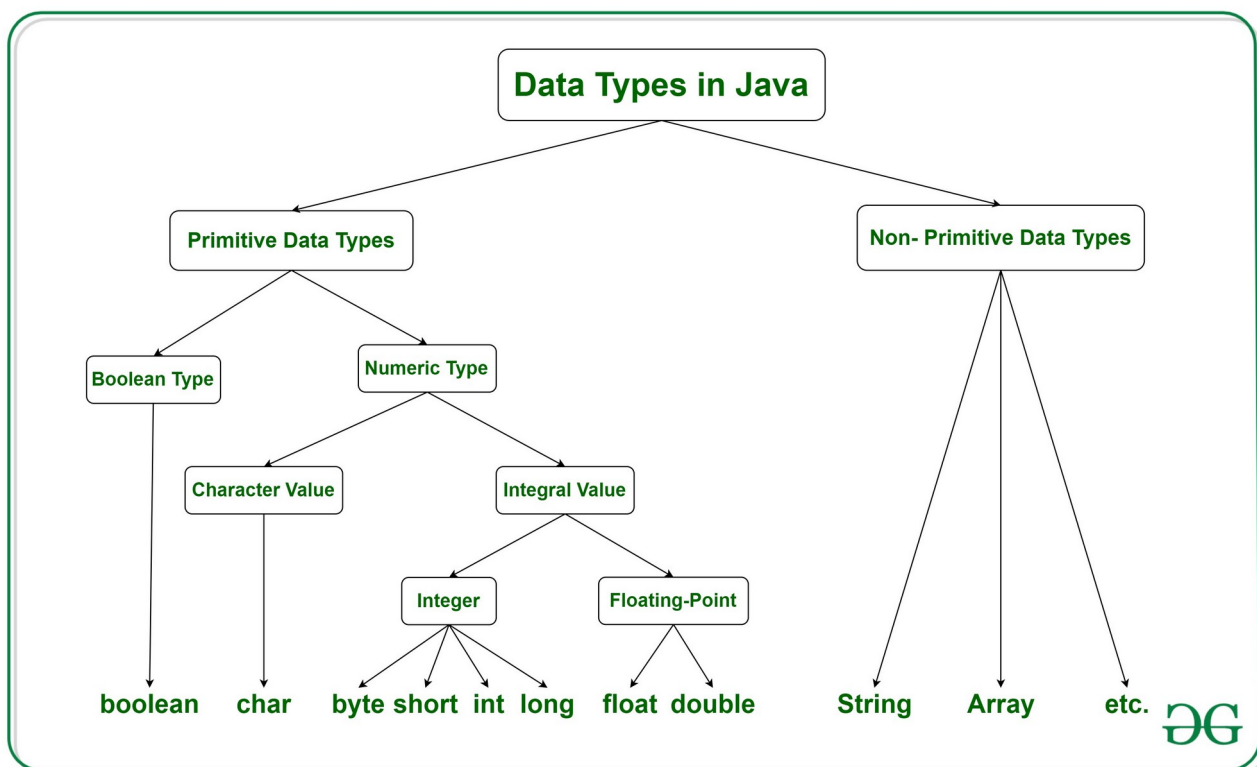 Data Types in Java
Primitive Data Types
Non- Primitive Data Types
Boolean Type
Numeric Type
Character Value
Integral Value
Integer
Floating-Point
boolean
char
byte
short
int
long
float
double
String
Array
etc.